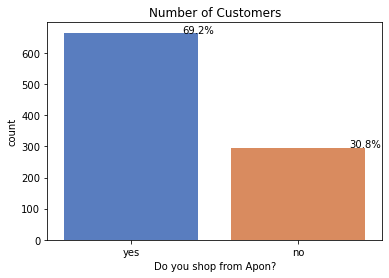 Number of Customers
69.2%
30.8%
count
600
500
400
300
200
100
0
yes
no
Do you shop from Apon?